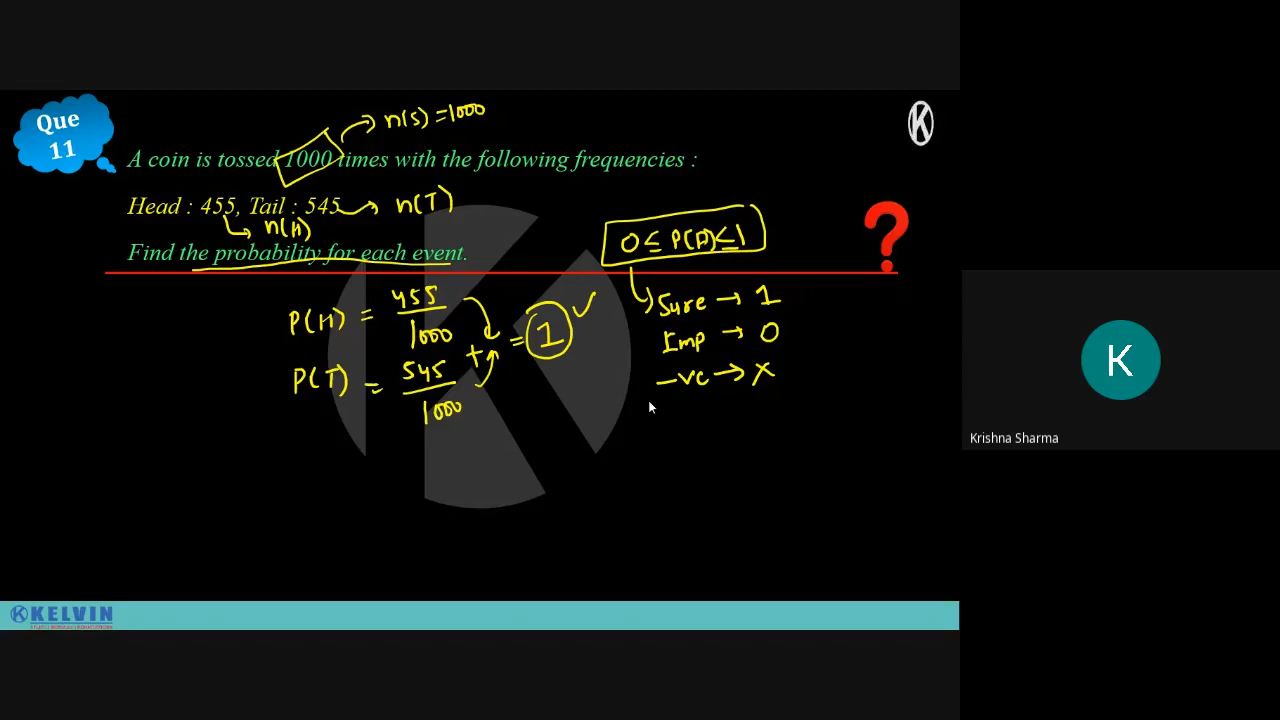 Que
11
n(s) = 1000
A coin is tossed 1000 times with the following frequencies :
Head : 455, Tail : 545
n(T)
n(H)
Find the probability for each event.
0 ≤ P(A) ≤ 1
P(H) = 455/1000
P(T) = 545/1000
+ = 1 ✓
Sure → 1
Imp → 0
-ve → X
K
Krishna Sharma
KELVIN